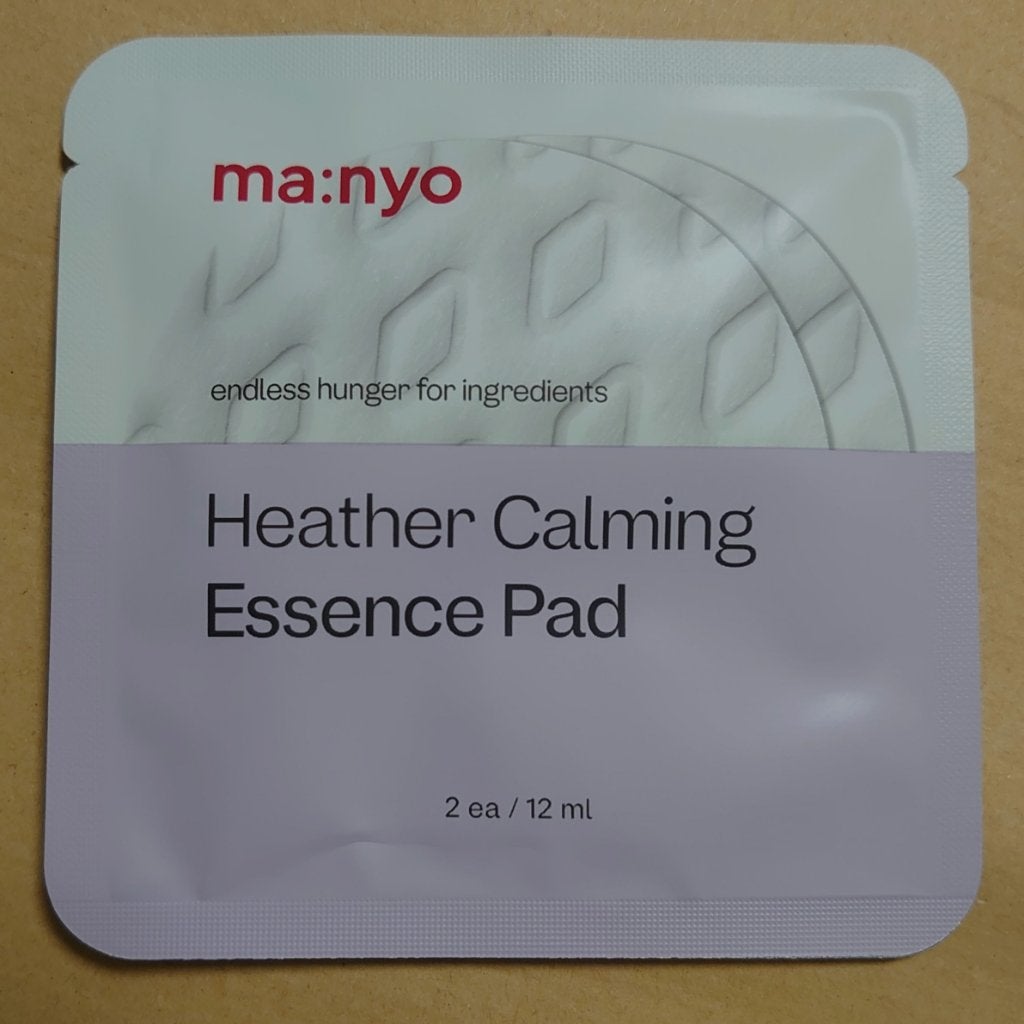 ma:nyo
endless hunger for ingredients
Heather Calming
Essence Pad
2 ea / 12 ml